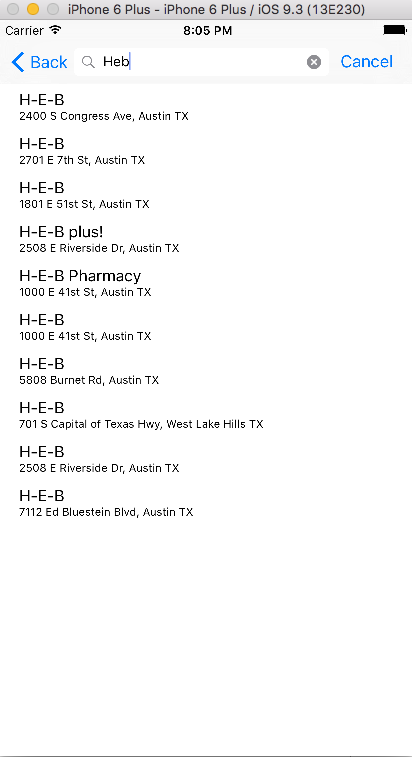 iPhone 6 Plus - iPhone 6 Plus / iOS 9.3 (13E230)
Carrier 8:05 PM
Back Heb Cancel
H-E-B
2400 S Congress Ave, Austin TX
H-E-B
2701 E 7th St, Austin TX
H-E-B
1801 E 51st St, Austin TX
H-E-B plus!
2508 E Riverside Dr, Austin TX
H-E-B Pharmacy
1000 E 41st St, Austin TX
H-E-B
1000 E 41st St, Austin TX
H-E-B
5808 Burnet Rd, Austin TX
H-E-B
701 S Capital of Texas Hwy, West Lake Hills TX
H-E-B
2508 E Riverside Dr, Austin TX
H-E-B
7112 Ed Bluestein Blvd, Austin TX